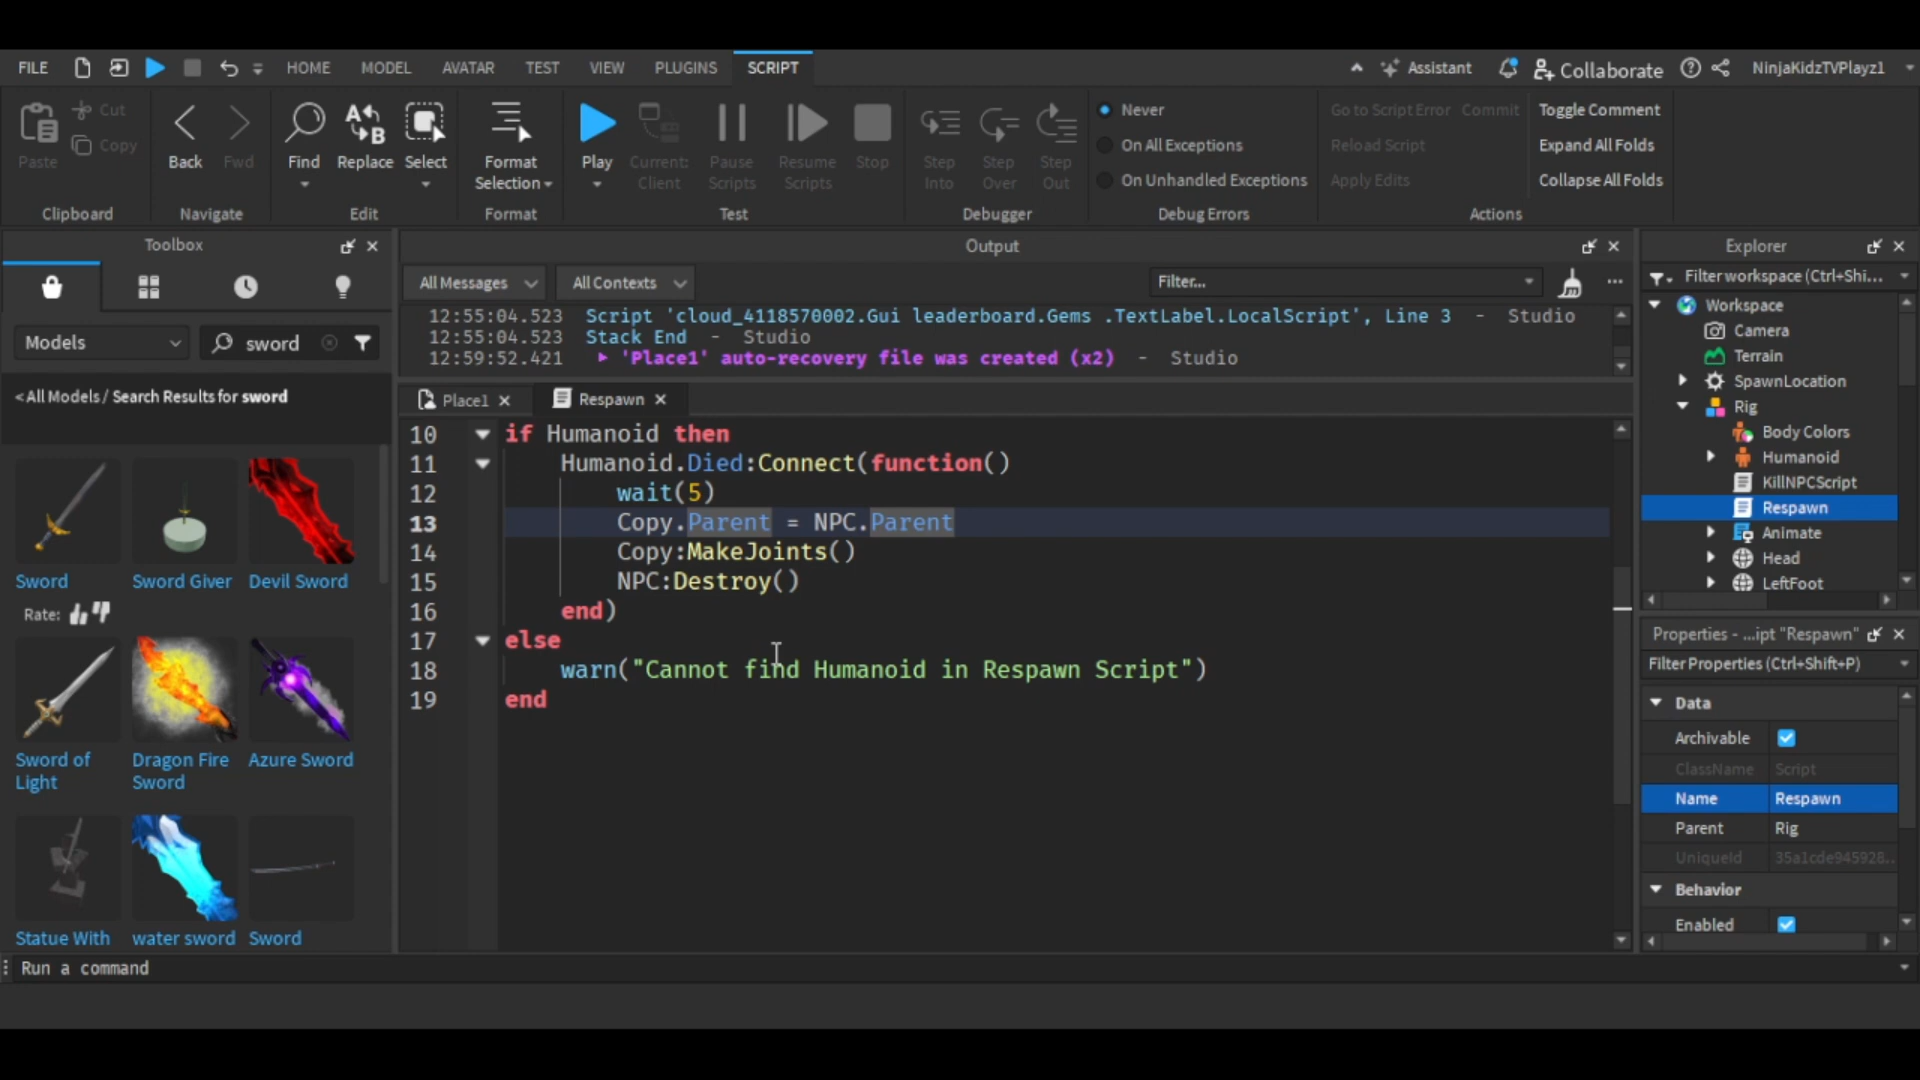 FILE HOME MODEL AVATAR TEST VIEW PLUGINS SCRIPT Assistant Collaborate NinjaKidzTVPlayz1
Paste Cut Copy
Clipboard
Back Fwd
Navigate
Find Replace Select
Edit
Format Selection
Format
Play Current: Client Pause Scripts Resume Scripts Stop
Test
Step Into Step Over Step Out
Debugger
Never
On All Exceptions
On Unhandled Exceptions
Debug Errors
Go to Script Error Commit
Reload Script
Apply Edits
Toggle Comment
Expand All Folds
Collapse All Folds
Actions
Toolbox
Models sword
<All Models / Search Results for sword
Sword Sword Giver Devil Sword
Rate:
Sword of Light Dragon Fire Sword Azure Sword
Statue With water sword Sword
Output
All Messages All Contexts Filter...
12:55:04.523 Script 'cloud_4118570002.Gui leaderboard.Gems .TextLabel.LocalScript', Line 3 - Studio
12:55:04.523 Stack End - Studio
12:59:52.421 'Place1' auto-recovery file was created (x2) - Studio
Place1 Respawn
10 if Humanoid then
11 Humanoid.Died:Connect(function()
12 wait(5)
13 Copy.Parent = NPC.Parent
14 Copy:MakeJoints()
15 NPC:Destroy()
16 end)
17 else
18 warn("Cannot find Humanoid in Respawn Script")
19 end
Explorer
Filter workspace (Ctrl+Shi...
Workspace
Camera
Terrain
SpawnLocation
Rig
Body Colors
Humanoid
KillNPCScript
Respawn
Animate
Head
LeftFoot
Properties - ...ipt "Respawn"
Filter Properties (Ctrl+Shift+P)
Data
Archivable
ClassName Script
Name Respawn
Parent Rig
UniqueId 35a1cde945928...
Behavior
Enabled
Run a command